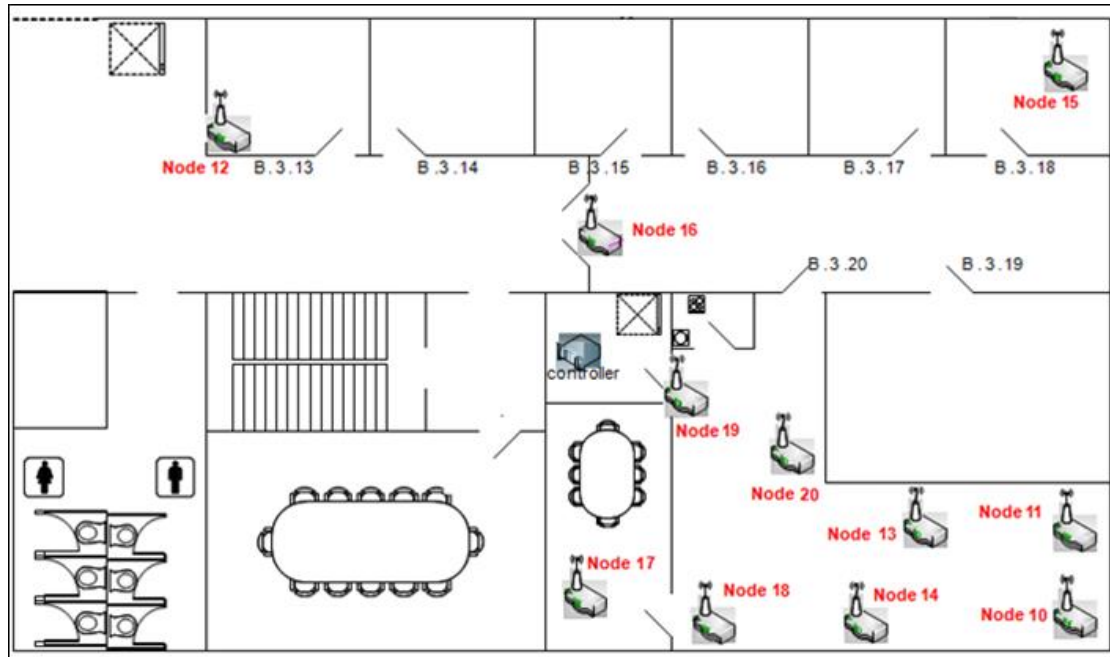 Node 15
Node 12
B.3.13
B.3.14
B.3.15
B.3.16
B.3.17
B.3.18
Node 16
B.3.20
B.3.19
controller
Node 19
Node 20
Node 11
Node 13
Node 17
Node 18
Node 14
Node 10